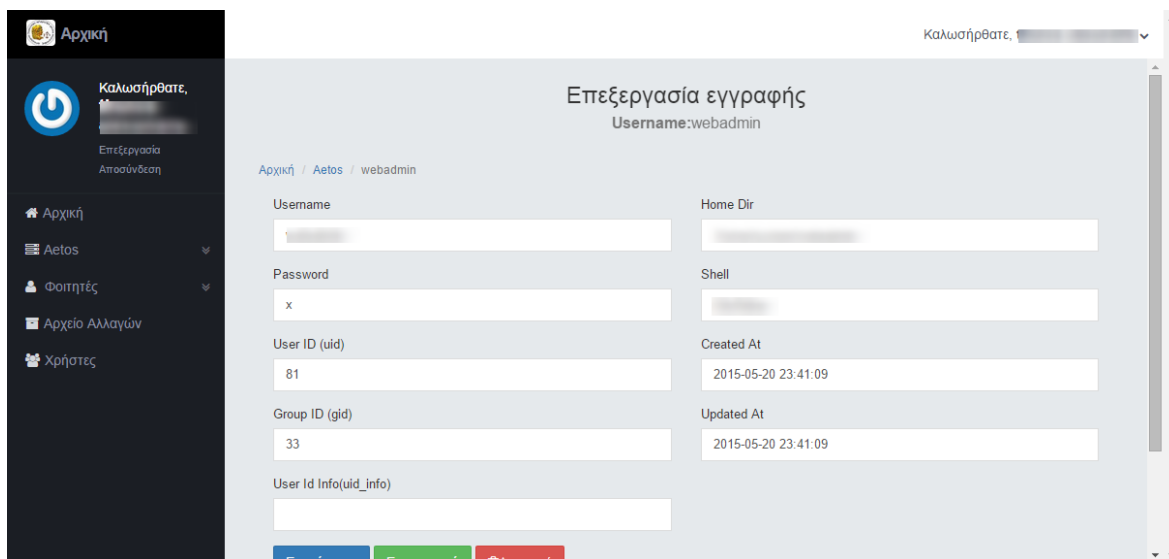 Αρχική
Καλωσήρθατε,
Καλωσήρθατε,
Επεξεργασία
Αποσύνδεση
Αρχική
Aetos
Φοιτητές
Αρχείο Αλλαγών
Χρήστες
Επεξεργασία εγγραφής
Username:webadmin
Αρχική / Aetos / webadmin
Username
Home Dir
Password
x
Shell
User ID (uid)
81
Created At
2015-05-20 23:41:09
Group ID (gid)
33
Updated At
2015-05-20 23:41:09
User Id Info(uid_info)